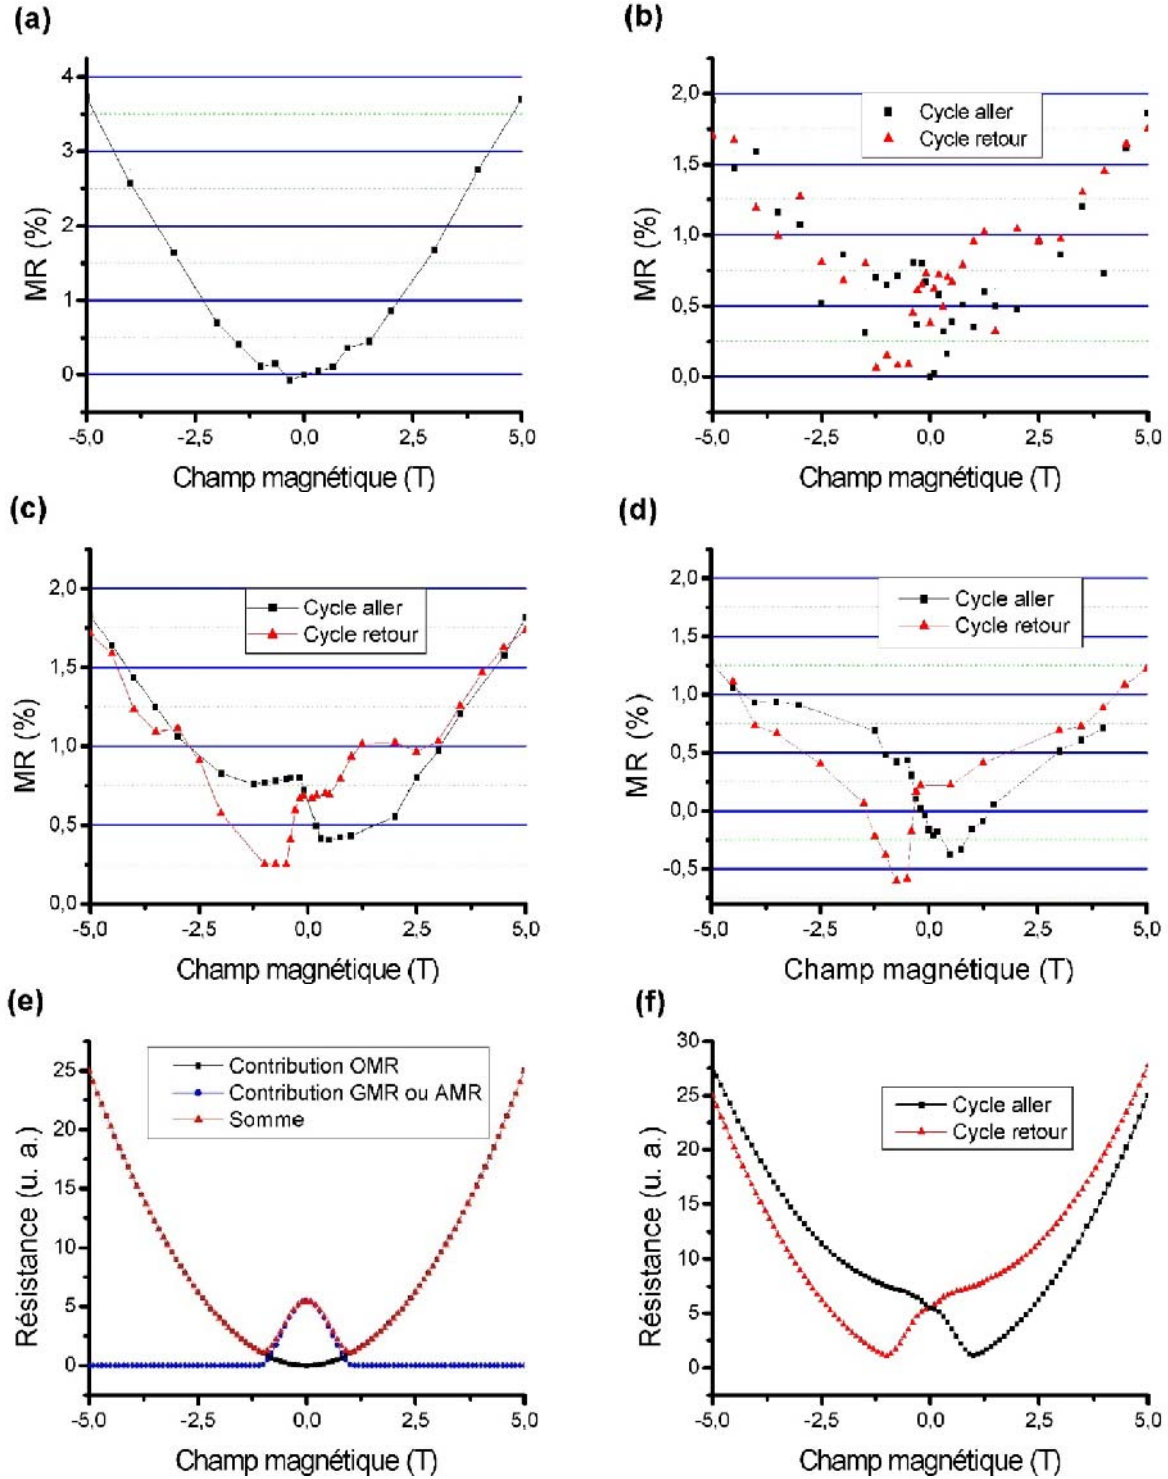 (a)
MR (%)
4
3
2
1
0
-5,0 -2,5 0,0 2,5 5,0
Champ magnétique (T)
(b)
MR (%)
2,0
1,5
1,0
0,5
0,0
Cycle aller
Cycle retour
-5,0 -2,5 0,0 2,5 5,0
Champ magnétique (T)
(c)
MR (%)
2,0
1,5
1,0
0,5
0,0
Cycle aller
Cycle retour
-5,0 -2,5 0,0 2,5 5,0
Champ magnétique (T)
(d)
MR (%)
2,0
1,5
1,0
0,5
0,0
-0,5
Cycle aller
Cycle retour
-5,0 -2,5 0,0 2,5 5,0
Champ magnétique (T)
(e)
Résistance (u. a.)
25
20
15
10
5
0
Contribution OMR
Contribution GMR ou AMR
Somme
-5,0 -2,5 0,0 2,5 5,0
Champ magnétique (T)
(f)
Résistance (u. a.)
30
25
20
15
10
5
0
Cycle aller
Cycle retour
-5,0 -2,5 0,0 2,5 5,0
Champ magnétique (T)